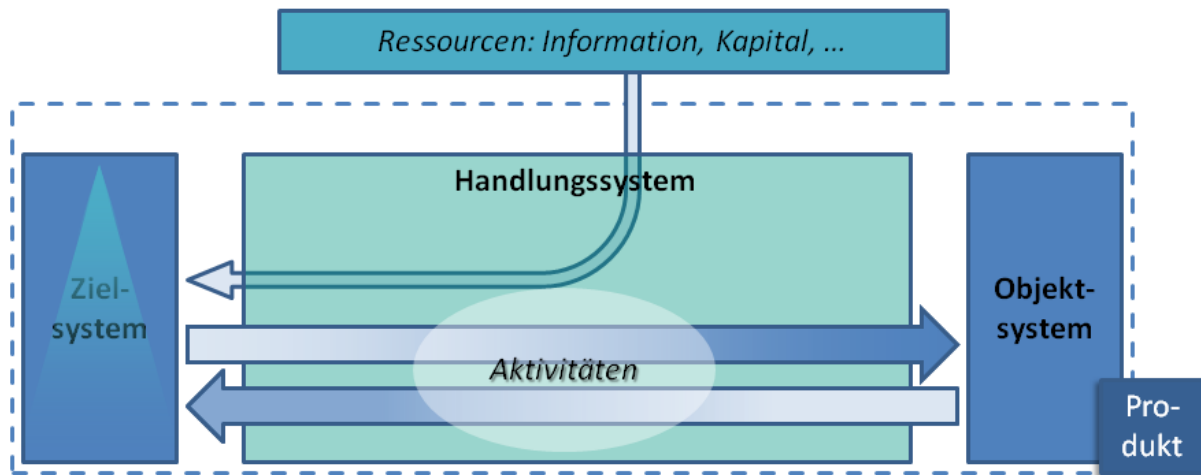 Ressourcen: Information, Kapital, ...
Handlungssystem
Ziel-
system
Objekt-
system
Aktivitäten
Pro-
dukt